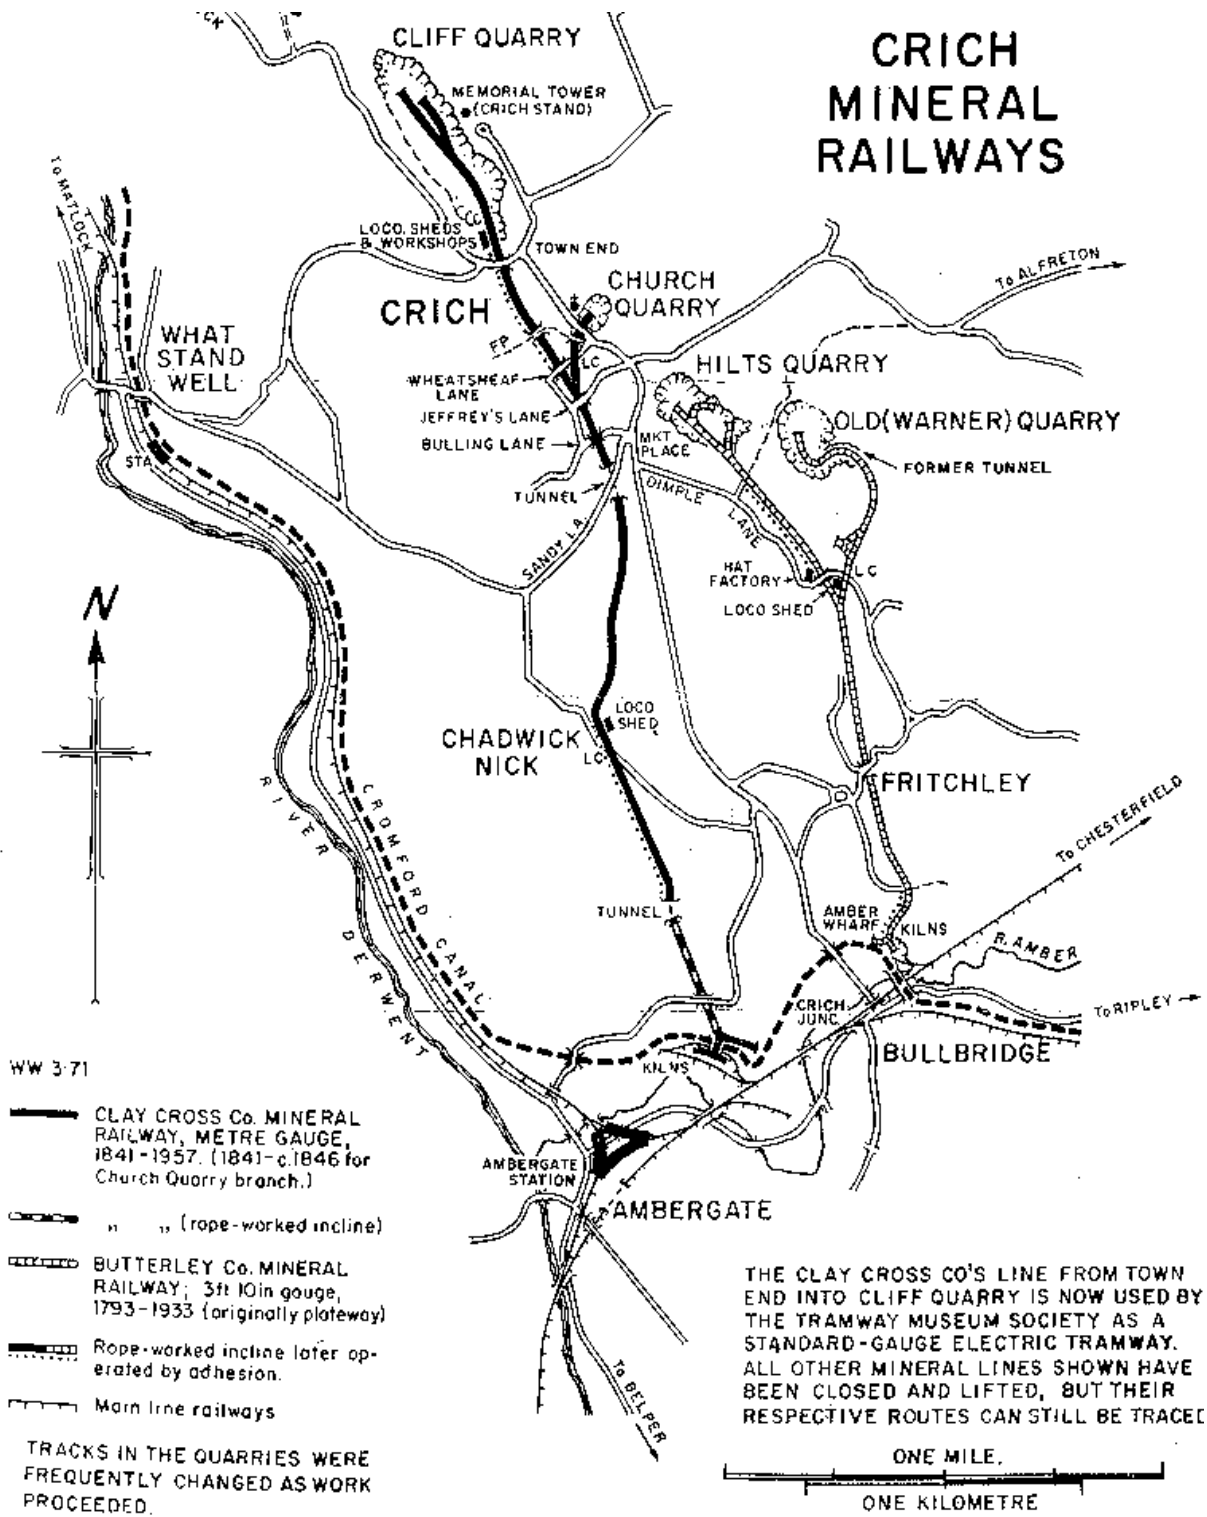 CRICH
MINERAL
RAILWAYS
CLIFF QUARRY
MEMORIAL TOWER
(CRICH STAND)
To MATLOCK
LOCO. SHEDS
& WORKSHOPS
TOWN END
To ALFRETON
CHURCH
QUARRY
CRICH
FP
LC
WHAT
STAND
WELL
HILTS QUARRY
WHEATSHEAF
LANE
JEFFREY'S LANE
BULLING LANE
MKT
PLACE
OLD (WARNER) QUARRY
FORMER TUNNEL
STA
TUNNEL
DIMPLE
LANE
SANDY LA.
HAT
FACTORY
LC
LOCO SHED
N
LOCO
SHED
CHADWICK
NICK
LC
FRITCHLEY
RIVER DERWENT
CROMFORD CANAL
To CHESTERFIELD
TUNNEL
AMBER
WHARF
KILNS
R. AMBER
CRICH
JUNC.
To RIPLEY
BULLBRIDGE
KILNS
AMBERGATE
STATION
AMBERGATE
To BELPER
WW 3·71
CLAY CROSS Co. MINERAL
RAILWAY, METRE GAUGE,
1841-1957. (1841-c.1846 for
Church Quarry branch.)
" " (rope-worked incline)
BUTTERLEY Co. MINERAL
RAILWAY; 3ft 10in gauge,
1793-1933 (originally plateway)
Rope-worked incline later op-
erated by adhesion.
Main line railways
TRACKS IN THE QUARRIES WERE
FREQUENTLY CHANGED AS WORK
PROCEEDED.
THE CLAY CROSS CO'S LINE FROM TOWN
END INTO CLIFF QUARRY IS NOW USED BY
THE TRAMWAY MUSEUM SOCIETY AS A
STANDARD-GAUGE ELECTRIC TRAMWAY.
ALL OTHER MINERAL LINES SHOWN HAVE
BEEN CLOSED AND LIFTED, BUT THEIR
RESPECTIVE ROUTES CAN STILL BE TRACED
ONE MILE.
ONE KILOMETRE